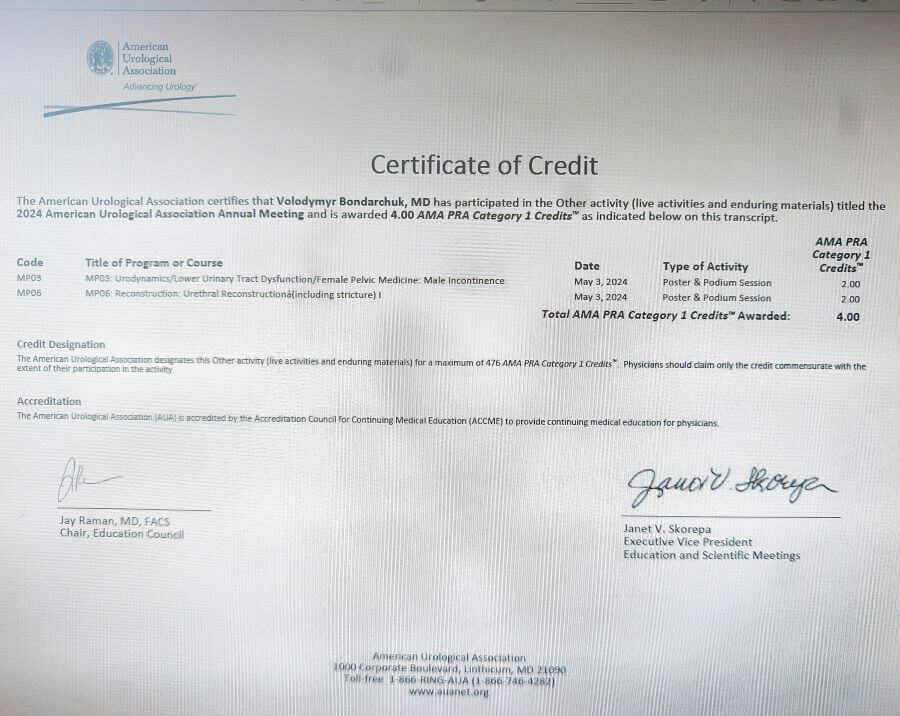 American
Urological
Association
Advancing Urology™
Certificate of Credit
The American Urological Association certifies that Volodymyr Bondarchuk, MD has participated in the Other activity (live activities and enduring materials) titled the
2024 American Urological Association Annual Meeting and is awarded 4.00 AMA PRA Category 1 Credits™ as indicated below on this transcript.
AMA PRA
Category 1
Credits™
Code Title of Program or Course Date Type of Activity
MP03 MP03: Urodynamics/Lower Urinary Tract Dysfunction/Female Pelvic Medicine: Male Incontinence May 3, 2024 Poster & Podium Session 2.00
MP06 MP06: Reconstruction: Urethral Reconstructioná(including stricture) I May 3, 2024 Poster & Podium Session 2.00
Total AMA PRA Category 1 Credits™ Awarded: 4.00
Credit Designation
The American Urological Association designates this Other activity (live activities and enduring materials) for a maximum of 476 AMA PRA Category 1 Credits™. Physicians should claim only the credit commensurate with the
extent of their participation in the activity.
Accreditation
The American Urological Association (AUA) is accredited by the Accreditation Council for Continuing Medical Education (ACCME) to provide continuing medical education for physicians.
Janet V. Skorepa
Jay Raman, MD, FACS
Chair, Education Council
Janet V. Skorepa
Executive Vice President
Education and Scientific Meetings
American Urological Association
1000 Corporate Boulevard, Linthicum, MD 21090
Toll-free 1-866-RING-AUA (1-866-746-4282)
www.auanet.org